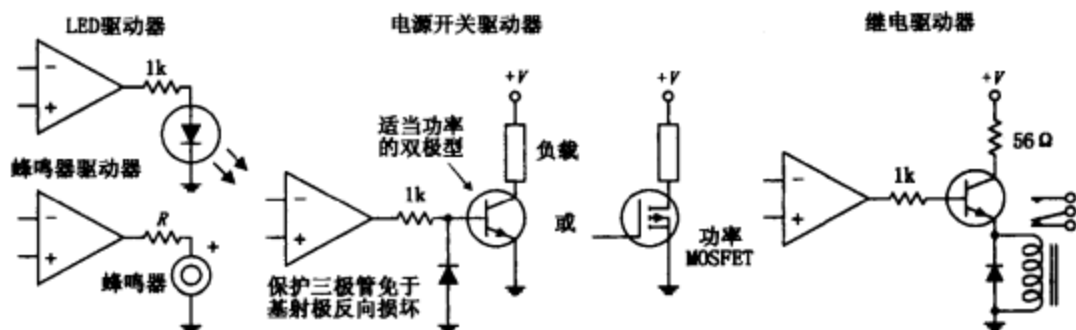 LED驱动器
1k
蜂鸣器驱动器
R
+
蜂鸣器
电源开关驱动器
+V
适当功率
的双极型
负载
1k
保护三极管免于
基射极反向损坏
或
+V
功率
MOSFET
继电驱动器
+V
56Ω
1k
−
+
−
+
−
+
−
+